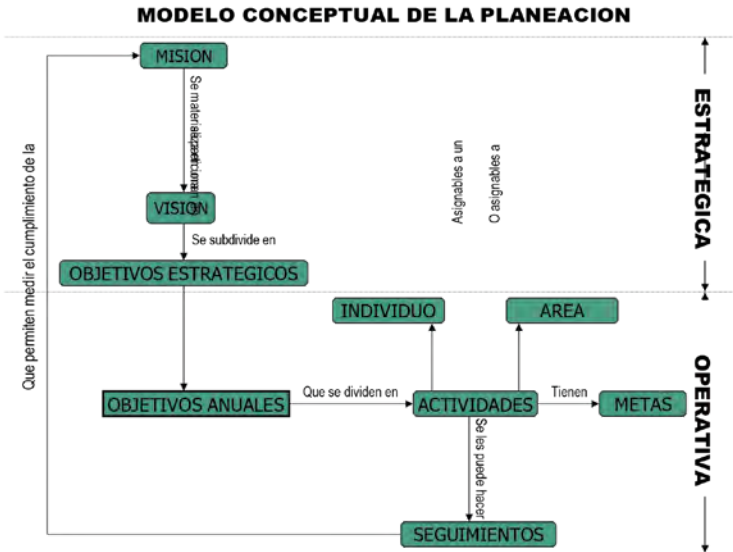 MODELO CONCEPTUAL DE LA PLANEACION
MISION
Se
VISION
Se subdivide en
OBJETIVOS ESTRATEGICOS
Asignables a un
O asignables a
ESTRATEGICA
Que permiten medir el cumplimiento de la
INDIVIDUO
AREA
OBJETIVOS ANUALES
Que se dividen en
ACTIVIDADES
Tienen
METAS
Se les puede hacer
SEGUIMIENTOS
OPERATIVA